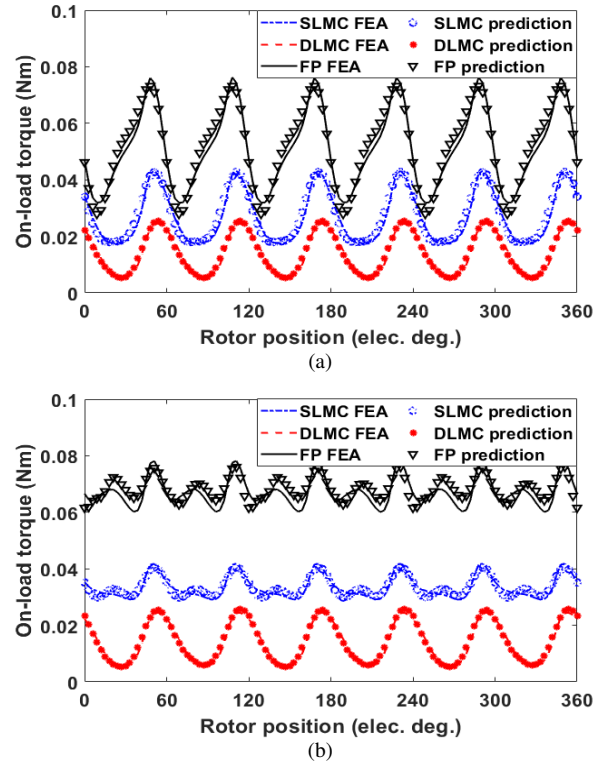 0.1
0.08
0.06
0.04
0.02
0
On-load torque (Nm)
SLMC FEA
DLMC FEA
FP FEA
SLMC prediction
DLMC prediction
FP prediction
0 60 120 180 240 300 360
Rotor position (elec. deg.)
(a)
0.1
0.08
0.06
0.04
0.02
0
On-load torque (Nm)
SLMC FEA
DLMC FEA
FP FEA
SLMC prediction
DLMC prediction
FP prediction
0 60 120 180 240 300 360
Rotor position (elec. deg.)
(b)